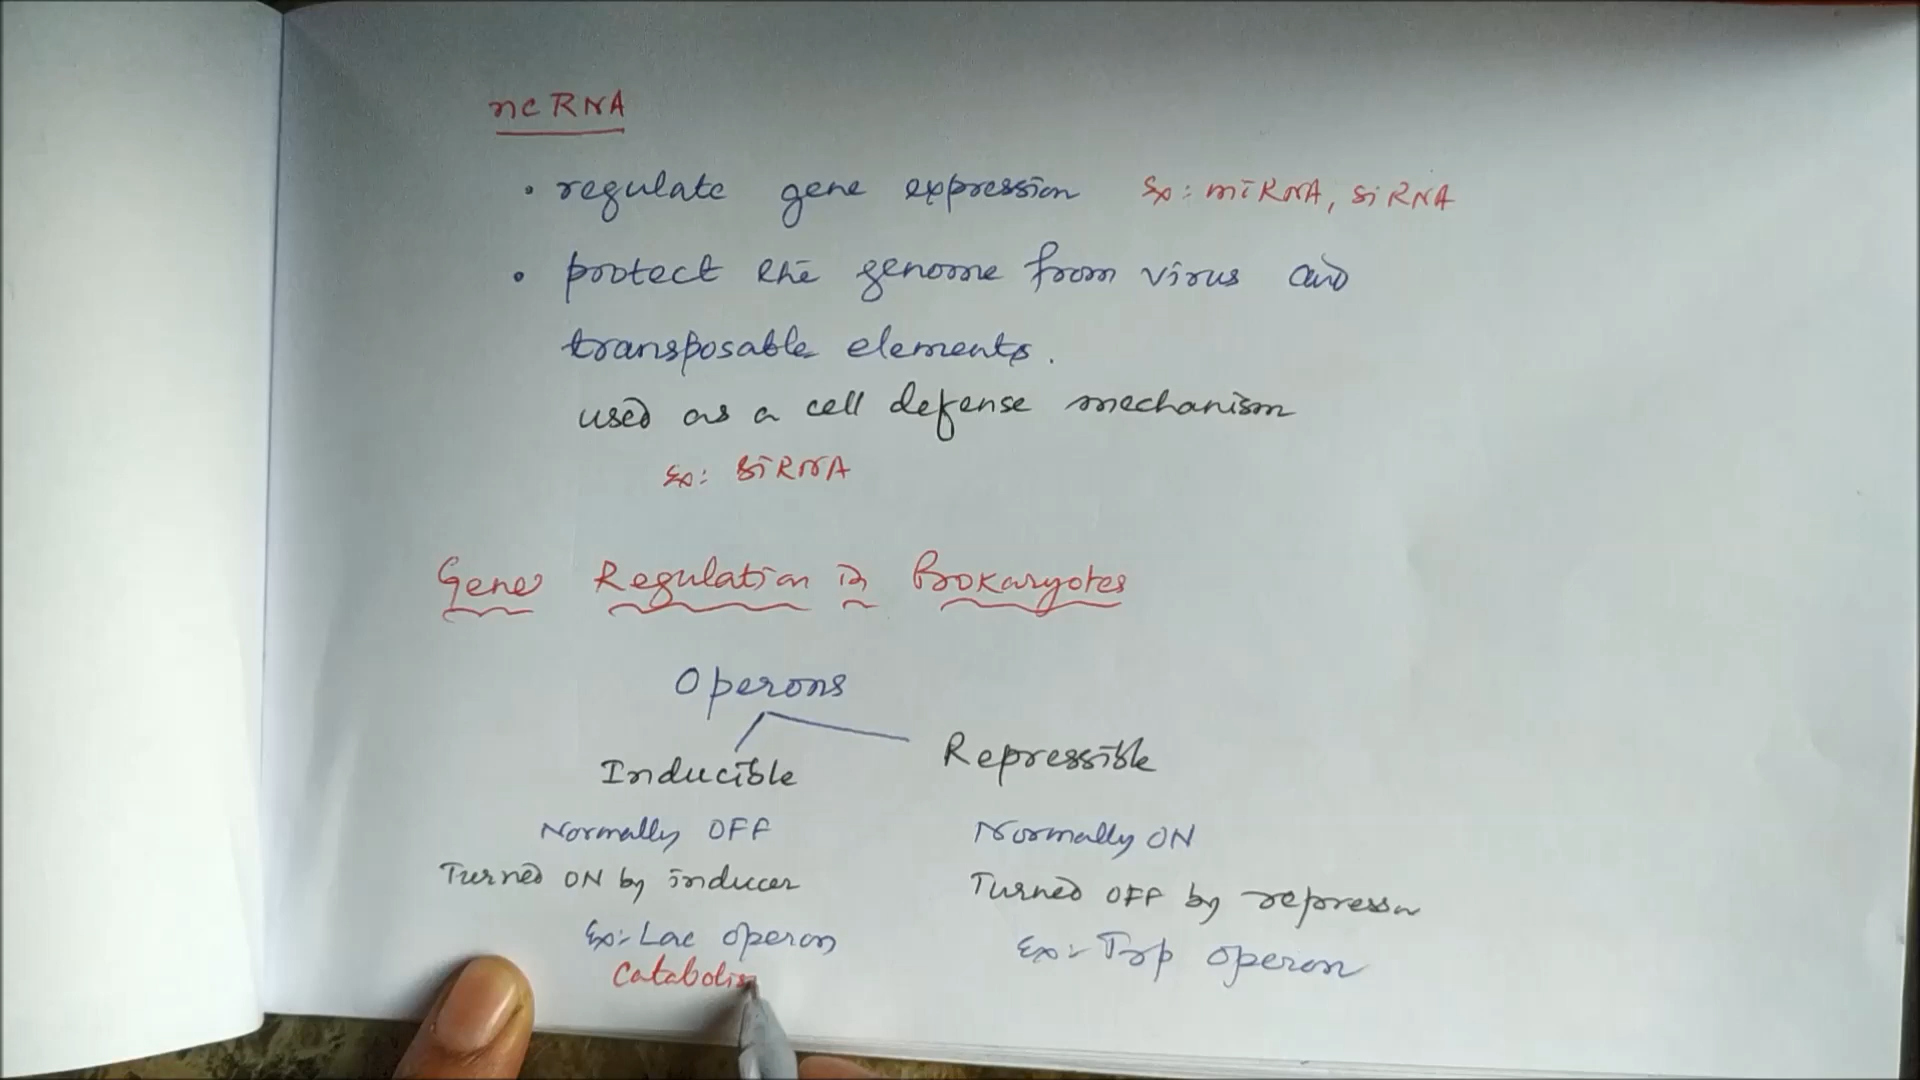 ncRNA
• regulate gene expression Ex: miRNA, siRNA
• protect the genome from virus and
transposable elements.
used as a cell defense mechanism
Ex: siRNA
Gene Regulation in Prokaryotes
Operons
Inducible
Repressible
Normally OFF
Normally ON
Turned ON by inducer
Turned OFF by repressor
Ex:- Lac operon
Ex:- Trp operon
Catabolis